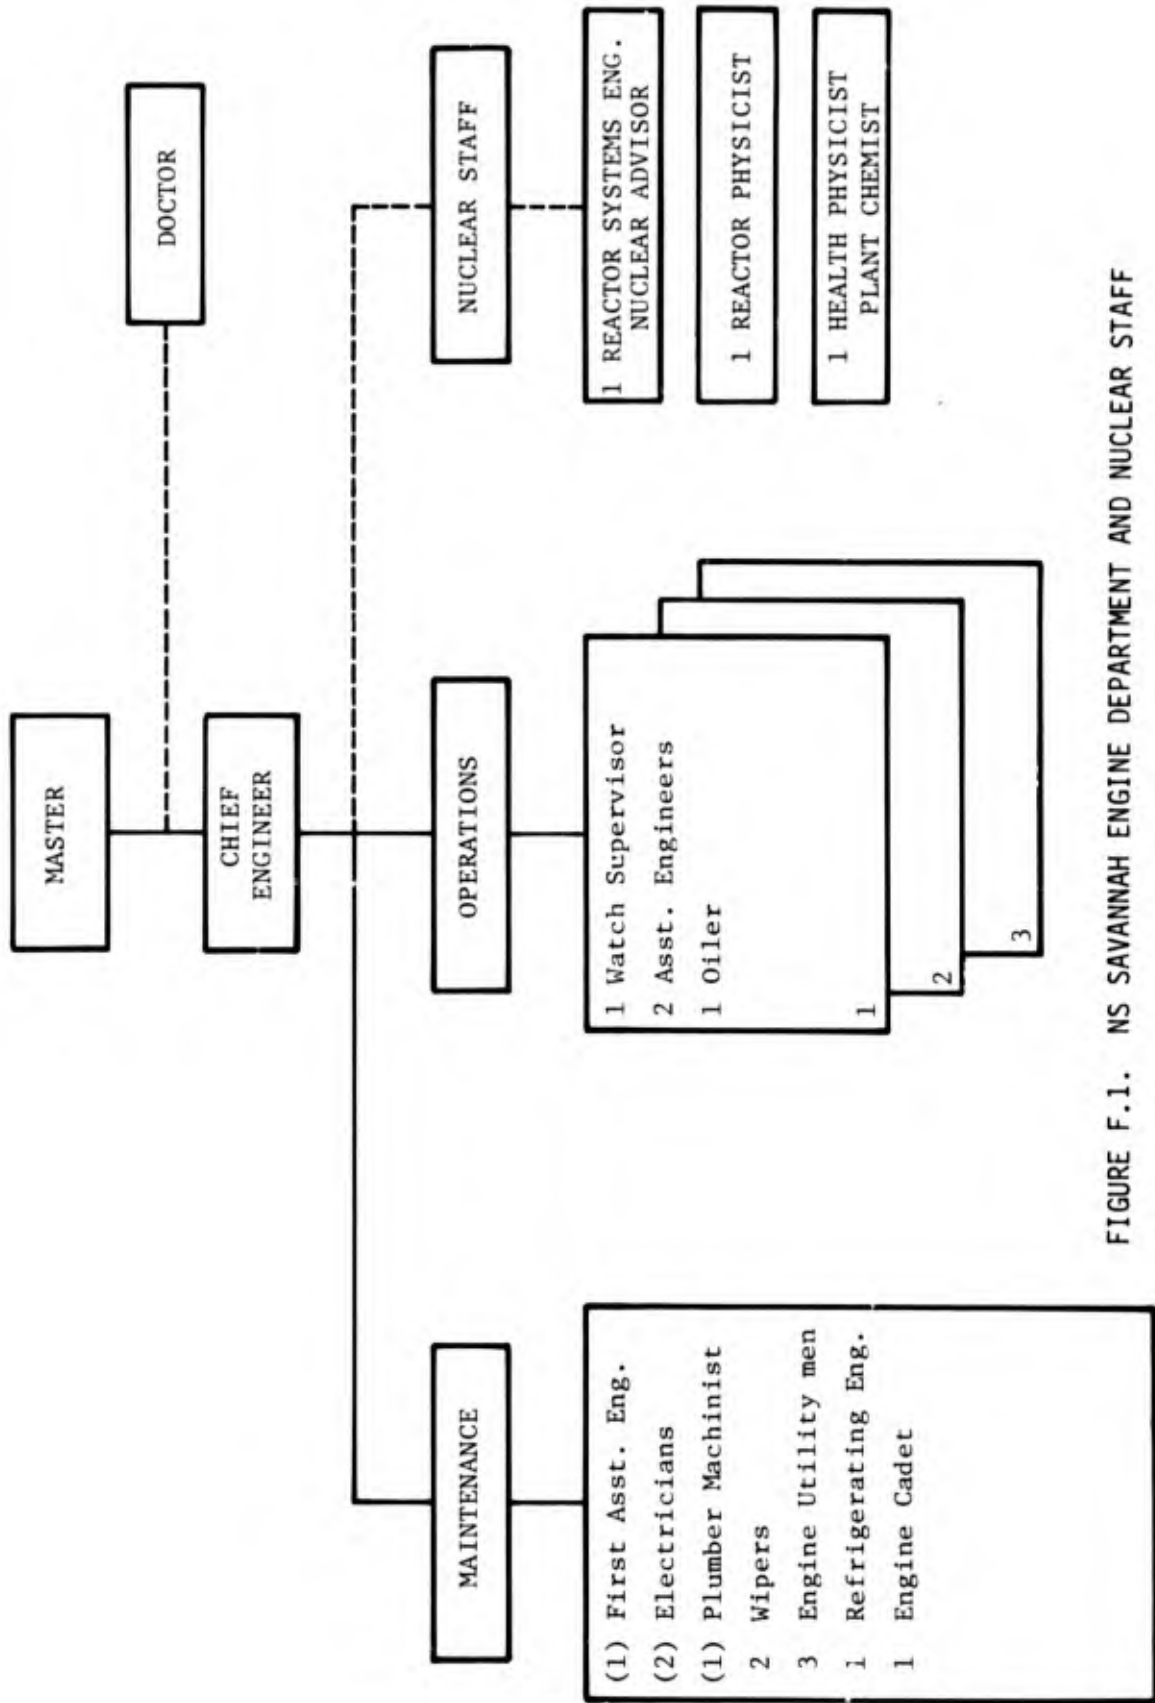 MASTER
DOCTOR
CHIEF
ENGINEER
MAINTENANCE
OPERATIONS
NUCLEAR STAFF
(1) First Asst. Eng.
(2) Electricians
(1) Plumber Machinist
2 Wipers
3 Engine Utility men
1 Refrigerating Eng.
1 Engine Cadet
1 Watch Supervisor
2 Asst. Engineers
1 Oiler
1
2
3
1 REACTOR SYSTEMS ENG.
NUCLEAR ADVISOR
1 REACTOR PHYSICIST
1 HEALTH PHYSICIST
PLANT CHEMIST
FIGURE F.1. NS SAVANNAH ENGINE DEPARTMENT AND NUCLEAR STAFF